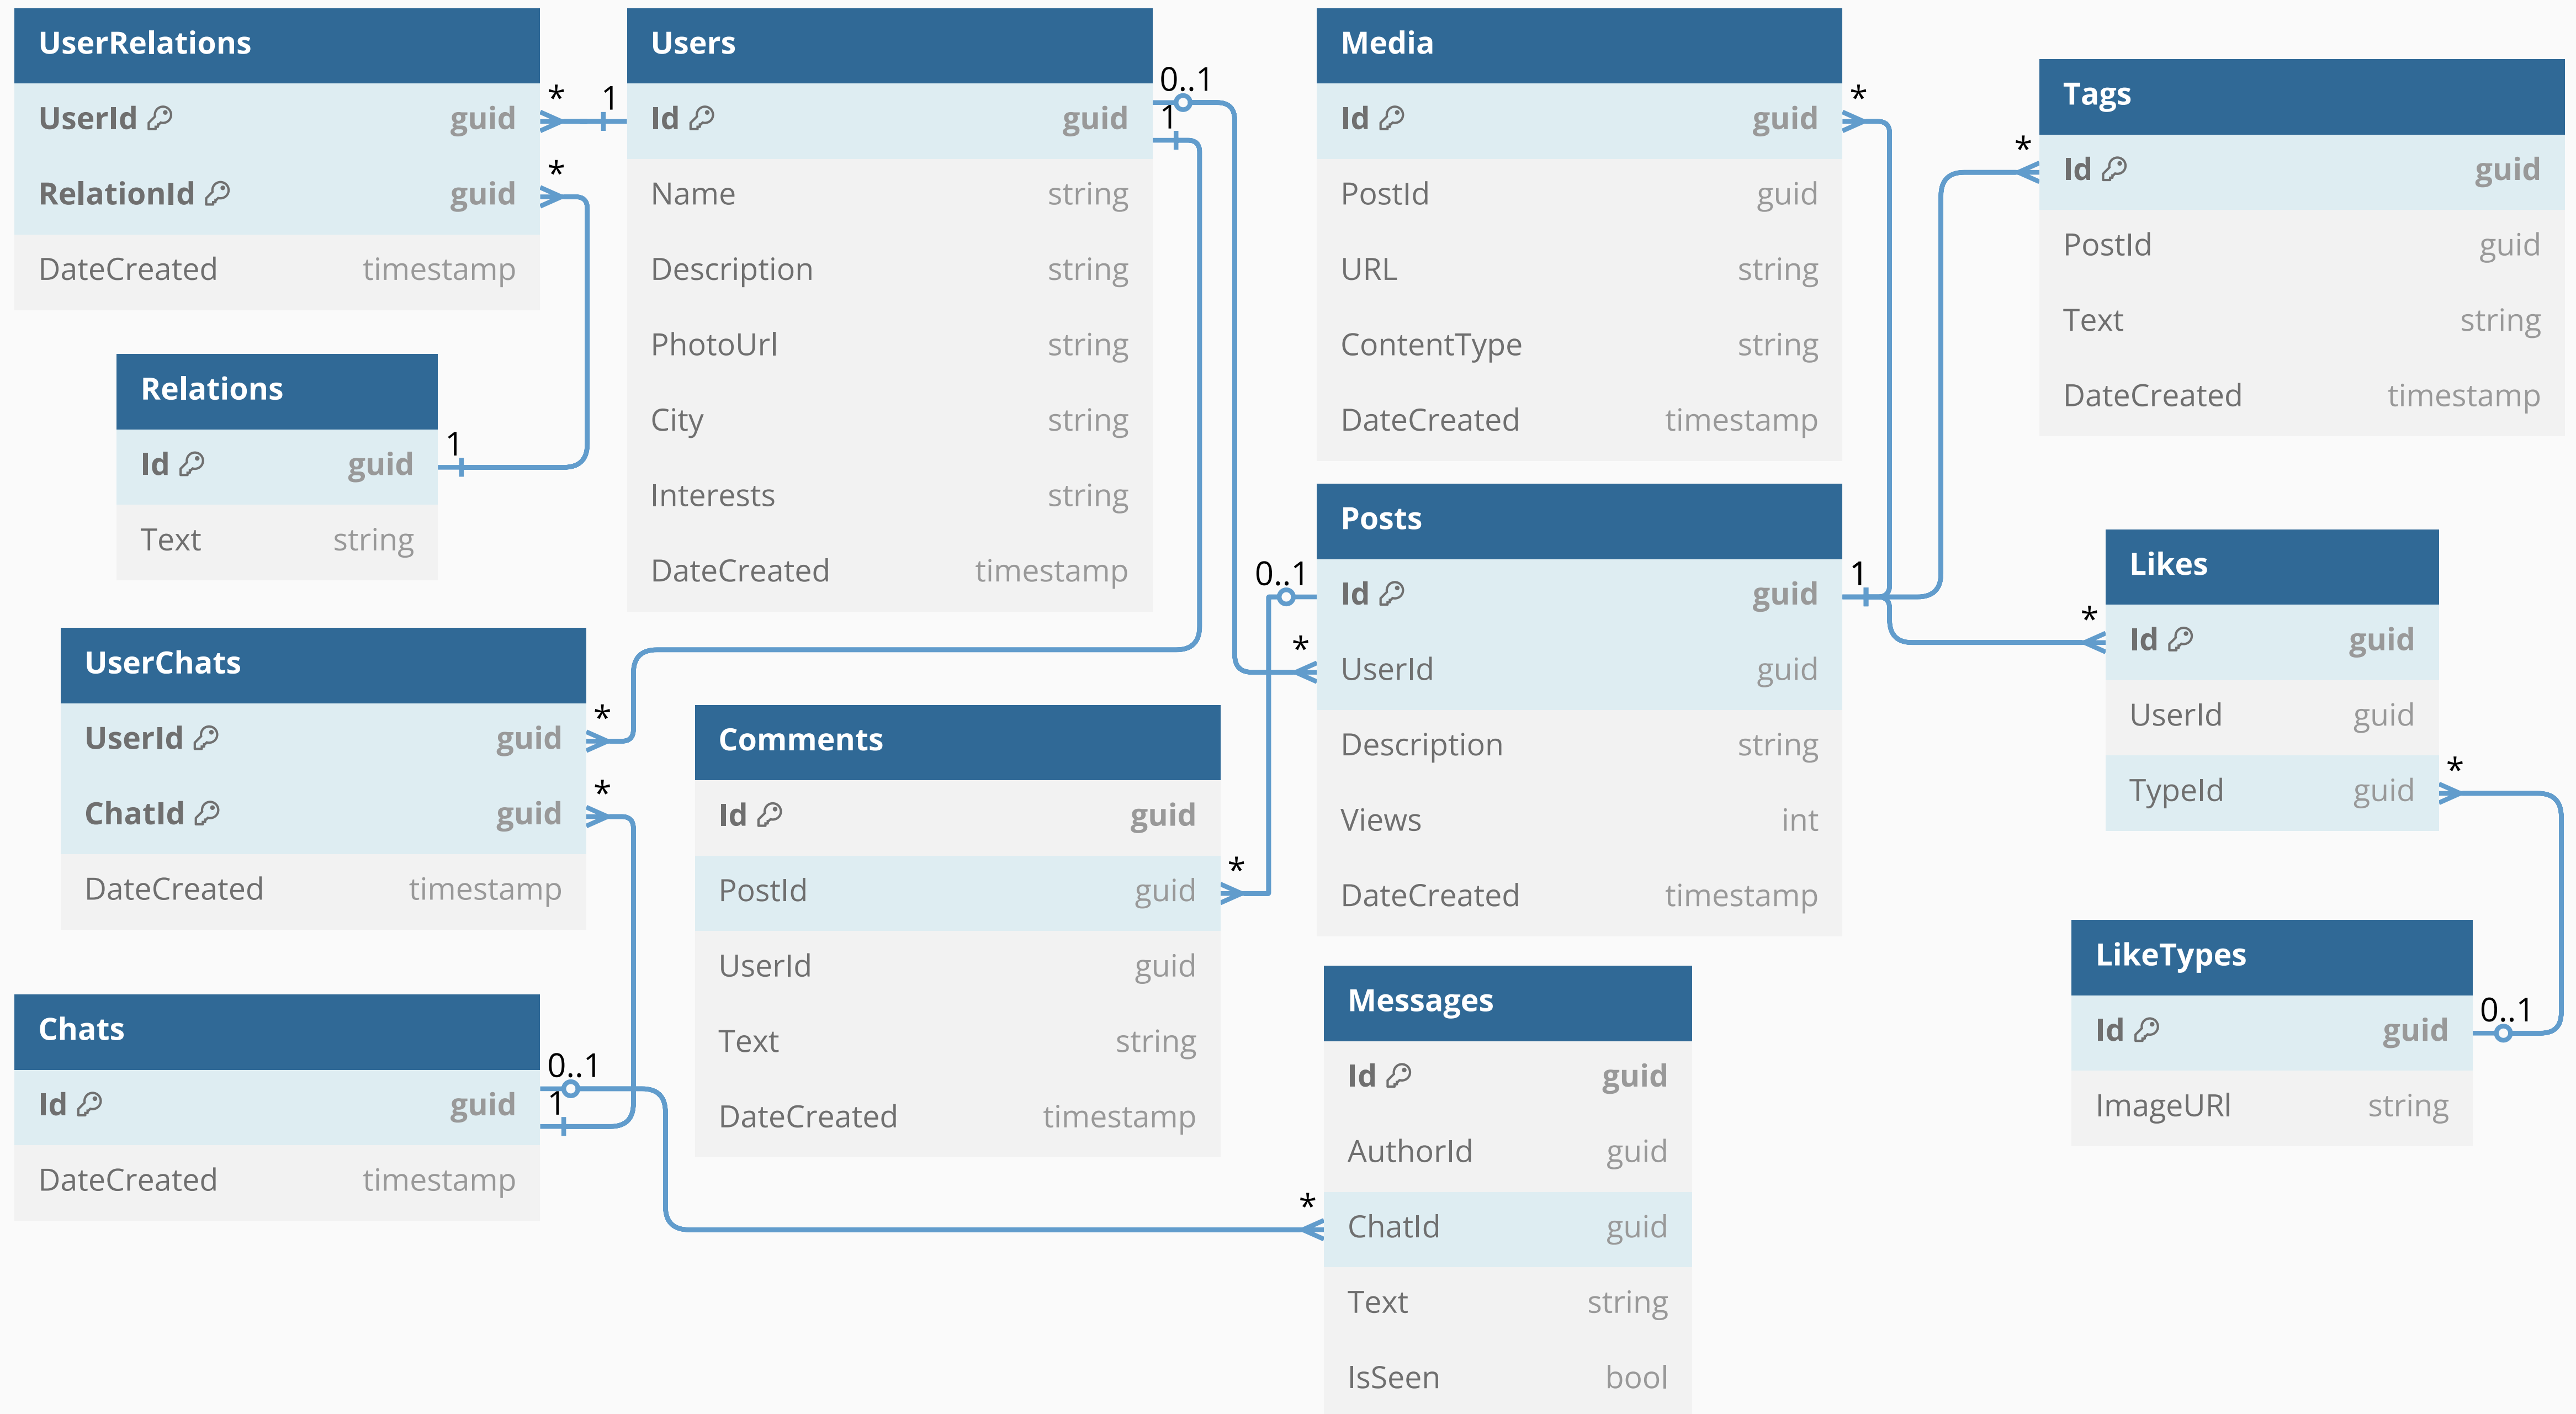 UserRelations
* 1
UserId guid
*
RelationId guid
DateCreated timestamp
Relations
1
Id guid
Text string
Users
0..1
1
Id guid
Name string
Description string
PhotoUrl string
City string
Interests string
DateCreated timestamp
Media
*
Id guid
PostId guid
URL string
ContentType string
DateCreated timestamp
Tags
*
Id guid
PostId guid
Text string
DateCreated timestamp
Posts
0..1 1
Id guid
*
UserId guid
Description string
Views int
DateCreated timestamp
Likes
*
Id guid
UserId guid
*
TypeId guid
UserChats
*
UserId guid
*
ChatId guid
DateCreated timestamp
Comments
Id guid
*
PostId guid
UserId guid
Text string
DateCreated timestamp
LikeTypes
0..1
Id guid
ImageURl string
Chats
0..1
1
Id guid
DateCreated timestamp
Messages
Id guid
AuthorId guid
*
ChatId guid
Text string
IsSeen bool